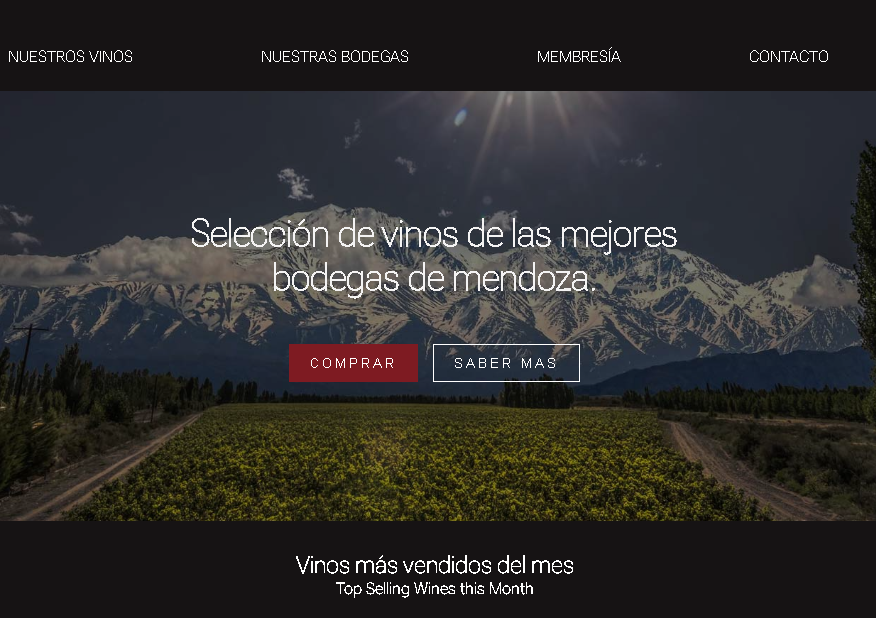 NUESTROS VINOS
NUESTRAS BODEGAS
MEMBRESÍA
CONTACTO
Selección de vinos de las mejores
bodegas de mendoza.
COMPRAR
SABER MAS
Vinos más vendidos del mes
Top Selling Wines this Month